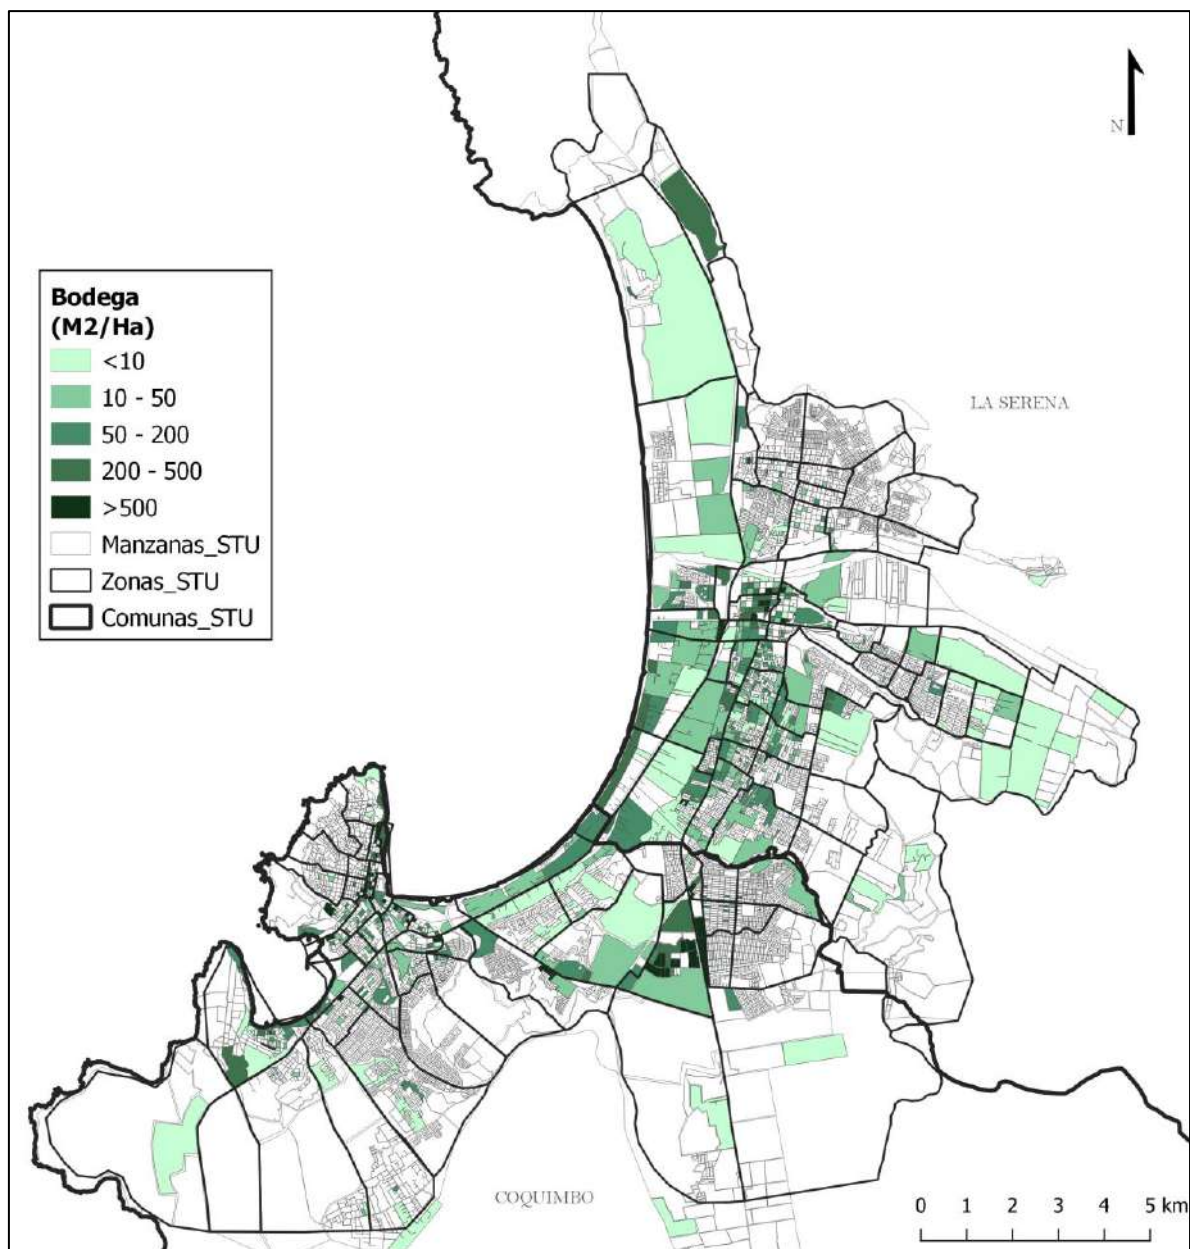 N
LA SERENA
Bodega
(M2/Ha)
<10
10 - 50
50 - 200
200 - 500
>500
Manzanas_STU
Zonas_STU
Comunas_STU
COQUIMBO
0 1 2 3 4 5 km